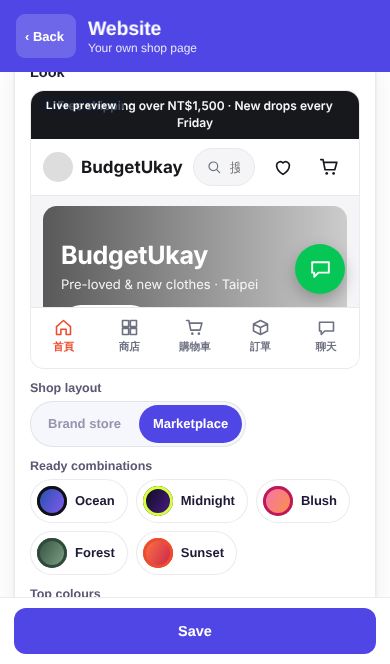 ‹ Back
Website
Your own shop page
Look
Live preview
ng over NT$1,500 · New drops every
Friday
BudgetUkay
搜
BudgetUkay
Pre-loved & new clothes · Taipei
首頁
商店
購物車
訂單
聊天
Shop layout
Brand store
Marketplace
Ready combinations
Ocean
Midnight
Blush
Forest
Sunset
Top colours
Save